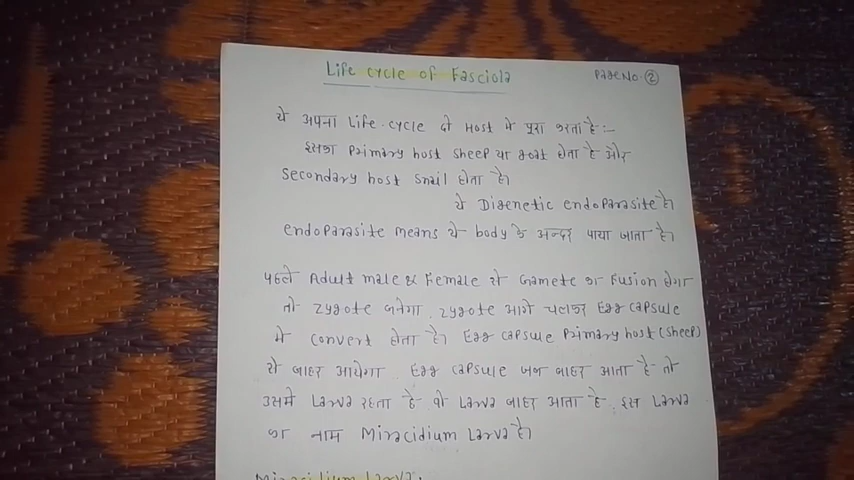 Life cycle of Fasciola
Page No. 2
ये अपना Life cycle दो Host मे पूरा करता है :-
इसका Primary host sheep या goat होता है और
Secondary host Snail होता है।
ये Digenetic endoparasite है।
endoparasite means ये body के अन्दर पाया जाता है।
पहले Adult male & Female से Gamete का Fusion होगा
तो zygote बनेगा, zygote आगे चलकर Egg capsule
मे convert होता है। Egg capsule Primary host (sheep)
से बाहर आयेगा Egg capsule जब बाहर आता है तो
उसमे Larva रहता है वो Larva बाहर आता है इस Larva
का नाम Miracidium Larva है।
Miracidium Larva: